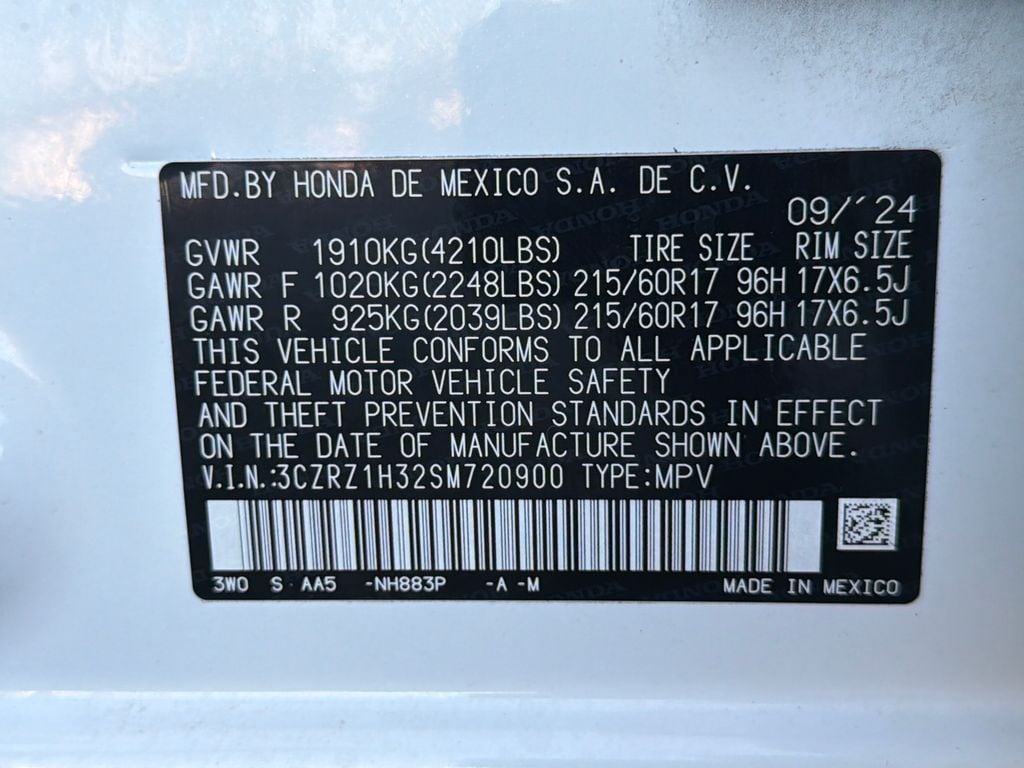 MFD.BY HONDA DE MEXICO S.A. DE C.V.
09/´24
GVWR 1910KG(4210LBS) TIRE SIZE RIM SIZE
GAWR F 1020KG(2248LBS) 215/60R17 96H 17X6.5J
GAWR R 925KG(2039LBS) 215/60R17 96H 17X6.5J
THIS VEHICLE CONFORMS TO ALL APPLICABLE
FEDERAL MOTOR VEHICLE SAFETY
AND THEFT PREVENTION STANDARDS IN EFFECT
ON THE DATE OF MANUFACTURE SHOWN ABOVE.
V.I.N.:3CZRZ1H32SM720900 TYPE:MPV
3W0 S AA5 -NH883P -A -M MADE IN MEXICO